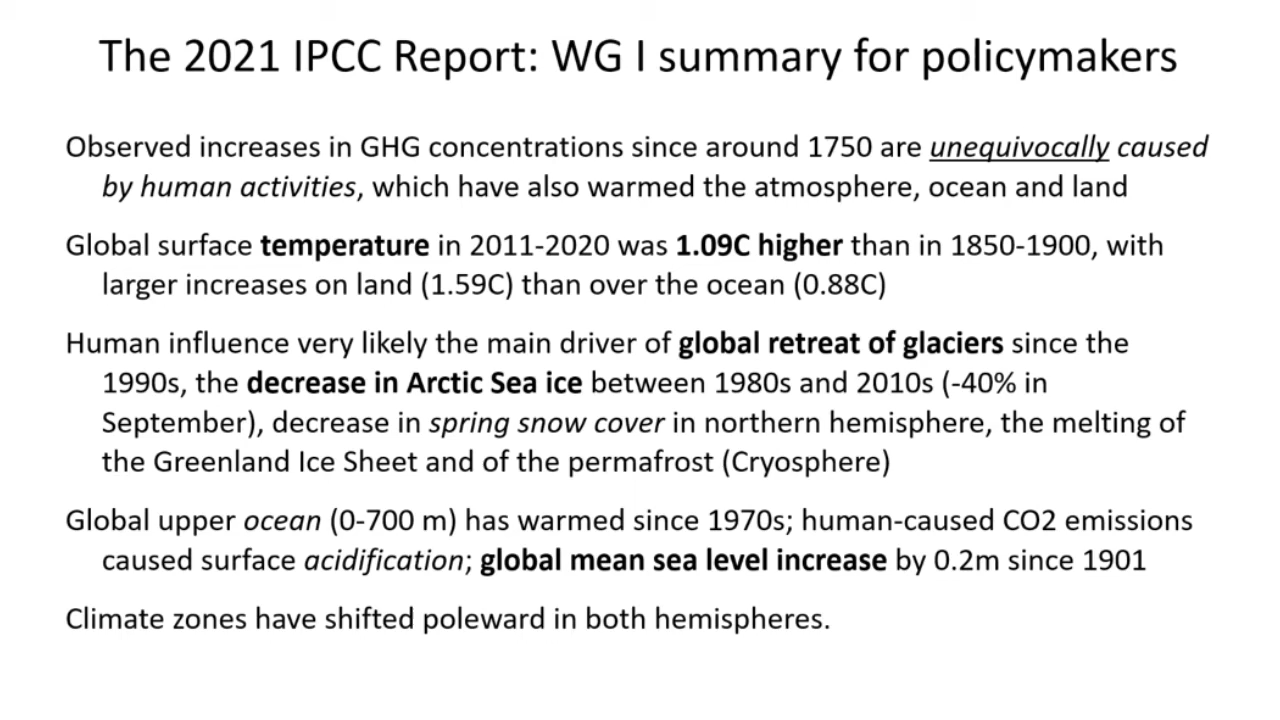 The 2021 IPCC Report: WG I summary for policymakers
Observed increases in GHG concentrations since around 1750 are unequivocally caused
by human activities, which have also warmed the atmosphere, ocean and land
Global surface temperature in 2011-2020 was 1.09C higher than in 1850-1900, with
larger increases on land (1.59C) than over the ocean (0.88C)
Human influence very likely the main driver of global retreat of glaciers since the
1990s, the decrease in Arctic Sea ice between 1980s and 2010s (-40% in
September), decrease in spring snow cover in northern hemisphere, the melting of
the Greenland Ice Sheet and of the permafrost (Cryosphere)
Global upper ocean (0-700 m) has warmed since 1970s; human-caused CO2 emissions
caused surface acidification; global mean sea level increase by 0.2m since 1901
Climate zones have shifted poleward in both hemispheres.